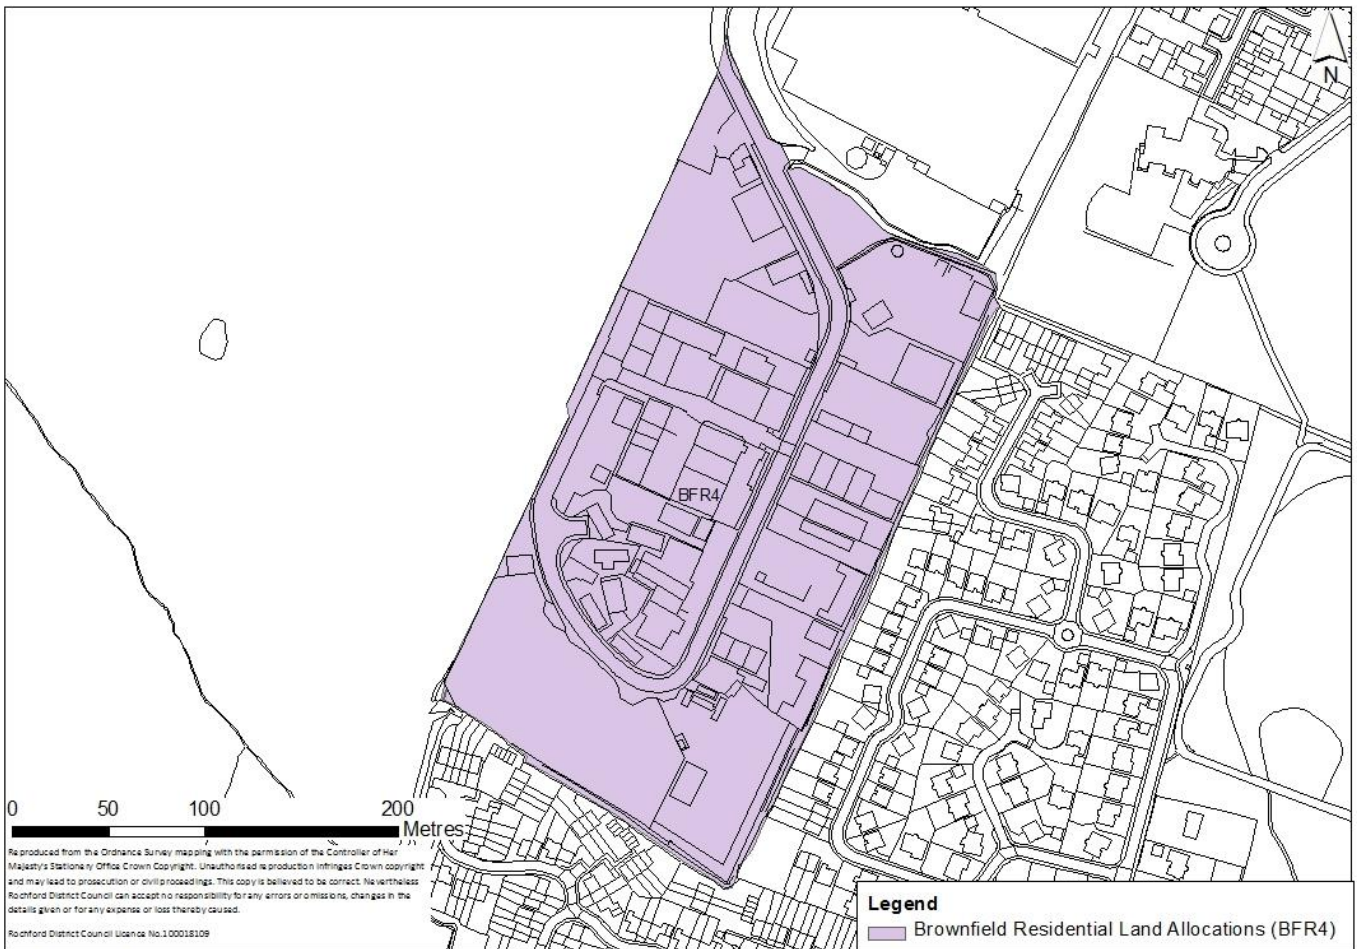 N
BFR4
0 50 100 200
Metres
Reproduced from the Ordnance Survey mapping with the permission of the Controller of Her
Majesty's Stationery Office Crown Copyright. Unauthorised reproduction infringes Crown copyright
and may lead to prosecution or civil proceedings. This copy is believed to be correct. Nevertheless
Rochford District Council can accept no responsibility for any errors or omissions, changes in the
details given or for any expense or loss thereby caused.
Rochford District Council Licence No.100018109
Legend
Brownfield Residential Land Allocations (BFR4)